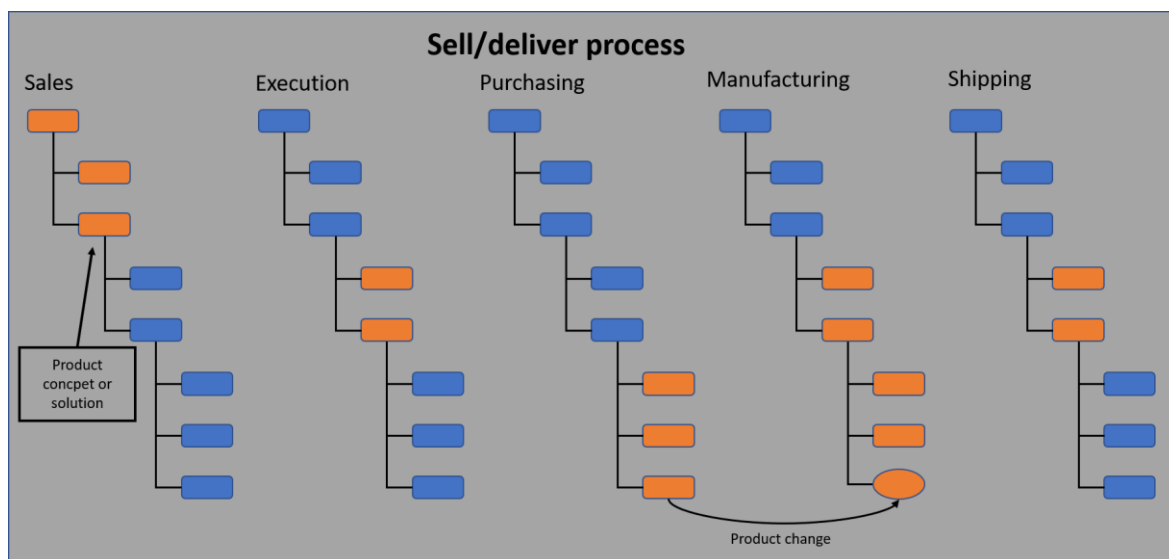 Sell/deliver process
Sales
Execution
Purchasing
Manufacturing
Shipping
Product
concpet or
solution
Product change